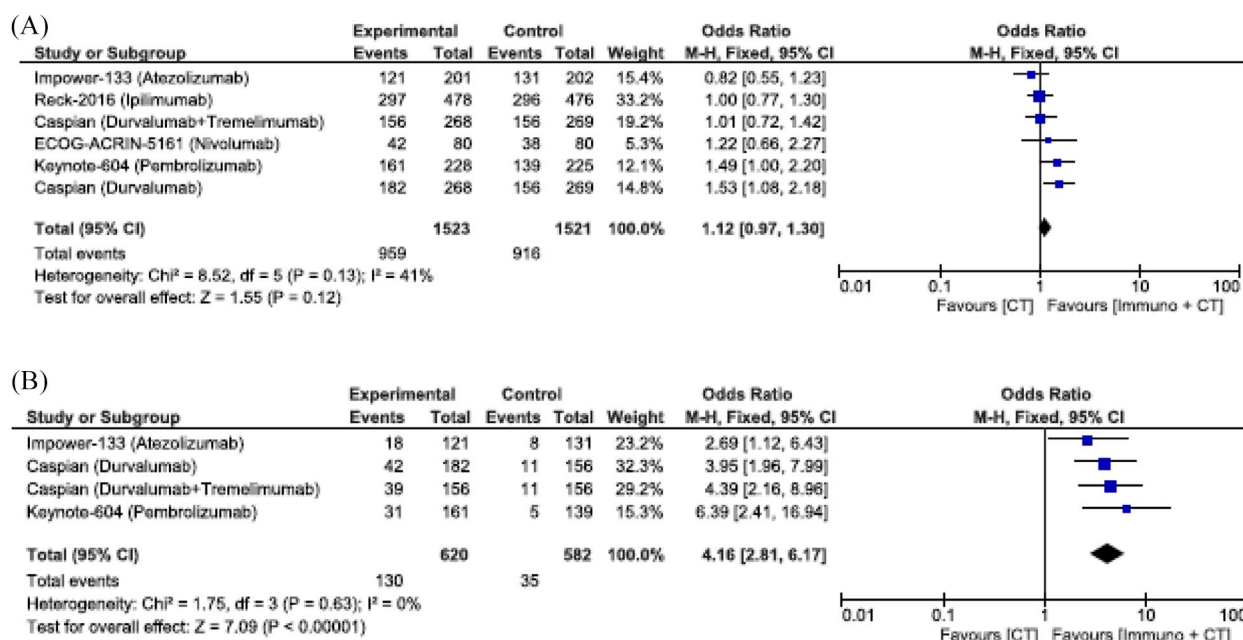 (A)
Experimental Control Odds Ratio Odds Ratio
Study or Subgroup Events Total Events Total Weight M-H, Fixed, 95% CI M-H, Fixed, 95% CI
Impower-133 (Atezolizumab) 121 201 131 202 15.4% 0.82 [0.55, 1.23]
Reck-2016 (Ipilimumab) 297 478 296 476 33.2% 1.00 [0.77, 1.30]
Caspian (Durvalumab+Tremelimumab) 156 268 156 269 19.2% 1.01 [0.72, 1.42]
ECOG-ACRIN-5161 (Nivolumab) 42 80 38 80 5.3% 1.22 [0.66, 2.27]
Keynote-604 (Pembrolizumab) 161 228 139 225 12.1% 1.49 [1.00, 2.20]
Caspian (Durvalumab) 182 268 156 269 14.8% 1.53 [1.08, 2.18]
Total (95% CI) 1523 1521 100.0% 1.12 [0.97, 1.30]
Total events 959 916
Heterogeneity: Chi² = 8.52, df = 5 (P = 0.13); I² = 41%
Test for overall effect: Z = 1.55 (P = 0.12)
0.01 0.1 1 10 100
Favours [CT] Favours [Immuno + CT]
(B)
Experimental Control Odds Ratio Odds Ratio
Study or Subgroup Events Total Events Total Weight M-H, Fixed, 95% CI M-H, Fixed, 95% CI
Impower-133 (Atezolizumab) 18 121 8 131 23.2% 2.69 [1.12, 6.43]
Caspian (Durvalumab) 42 182 11 156 32.3% 3.95 [1.96, 7.99]
Caspian (Durvalumab+Tremelimumab) 39 156 11 156 29.2% 4.39 [2.16, 8.96]
Keynote-604 (Pembrolizumab) 31 161 5 139 15.3% 6.39 [2.41, 16.94]
Total (95% CI) 620 582 100.0% 4.16 [2.81, 6.17]
Total events 130 35
Heterogeneity: Chi² = 1.75, df = 3 (P = 0.63); I² = 0%
Test for overall effect: Z = 7.09 (P < 0.00001)
0.01 0.1 1 10 100
Favours [CT] Favours [Immuno + CT]